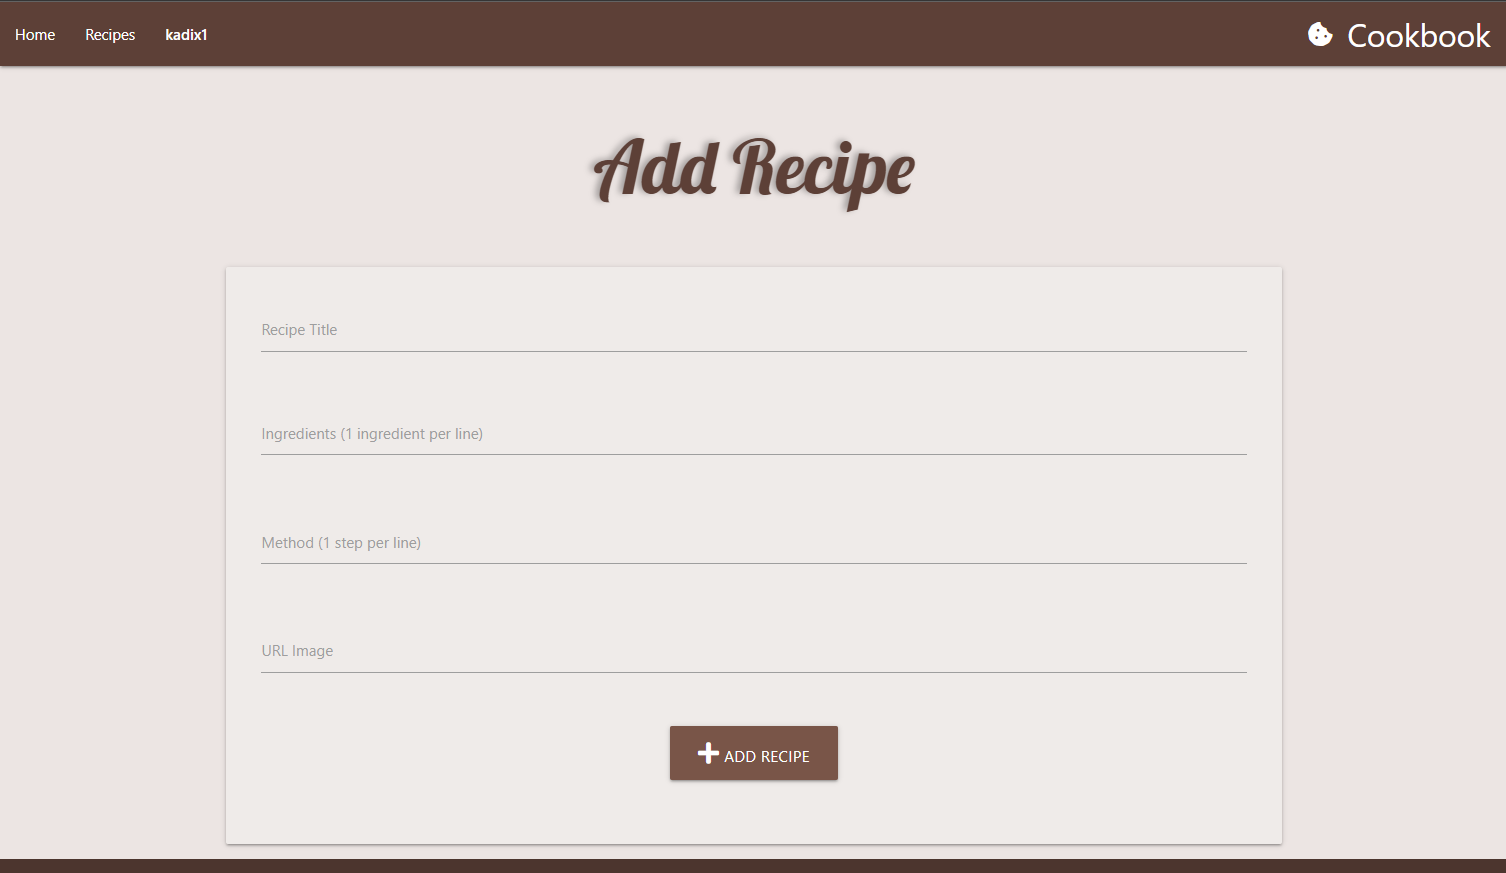 Home Recipes kadix1 Cookbook
Add Recipe
Recipe Title
Ingredients (1 ingredient per line)
Method (1 step per line)
URL Image
ADD RECIPE